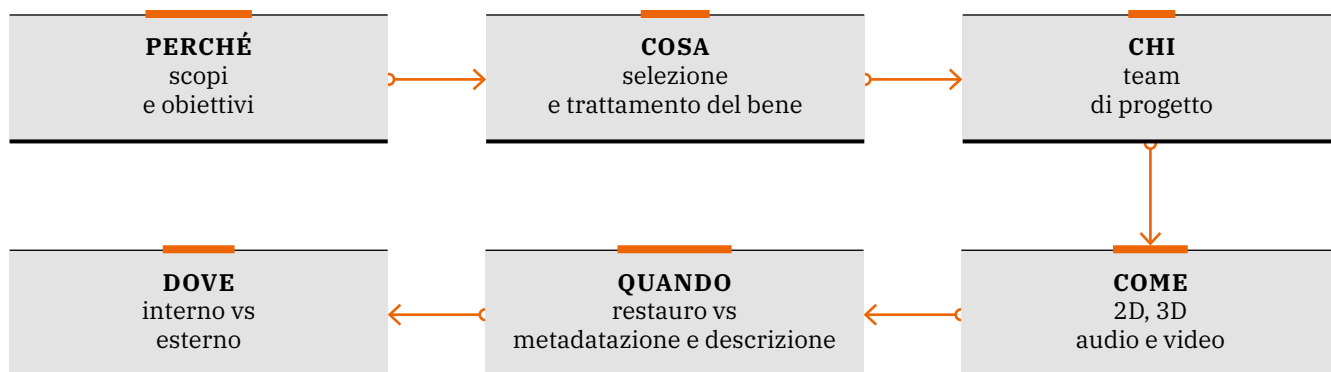 PERCHÉ
scopi
e obiettivi
COSA
selezione
e trattamento del bene
CHI
team
di progetto
DOVE
interno vs
esterno
QUANDO
restauro vs
metadatazione e descrizione
COME
2D, 3D
audio e video